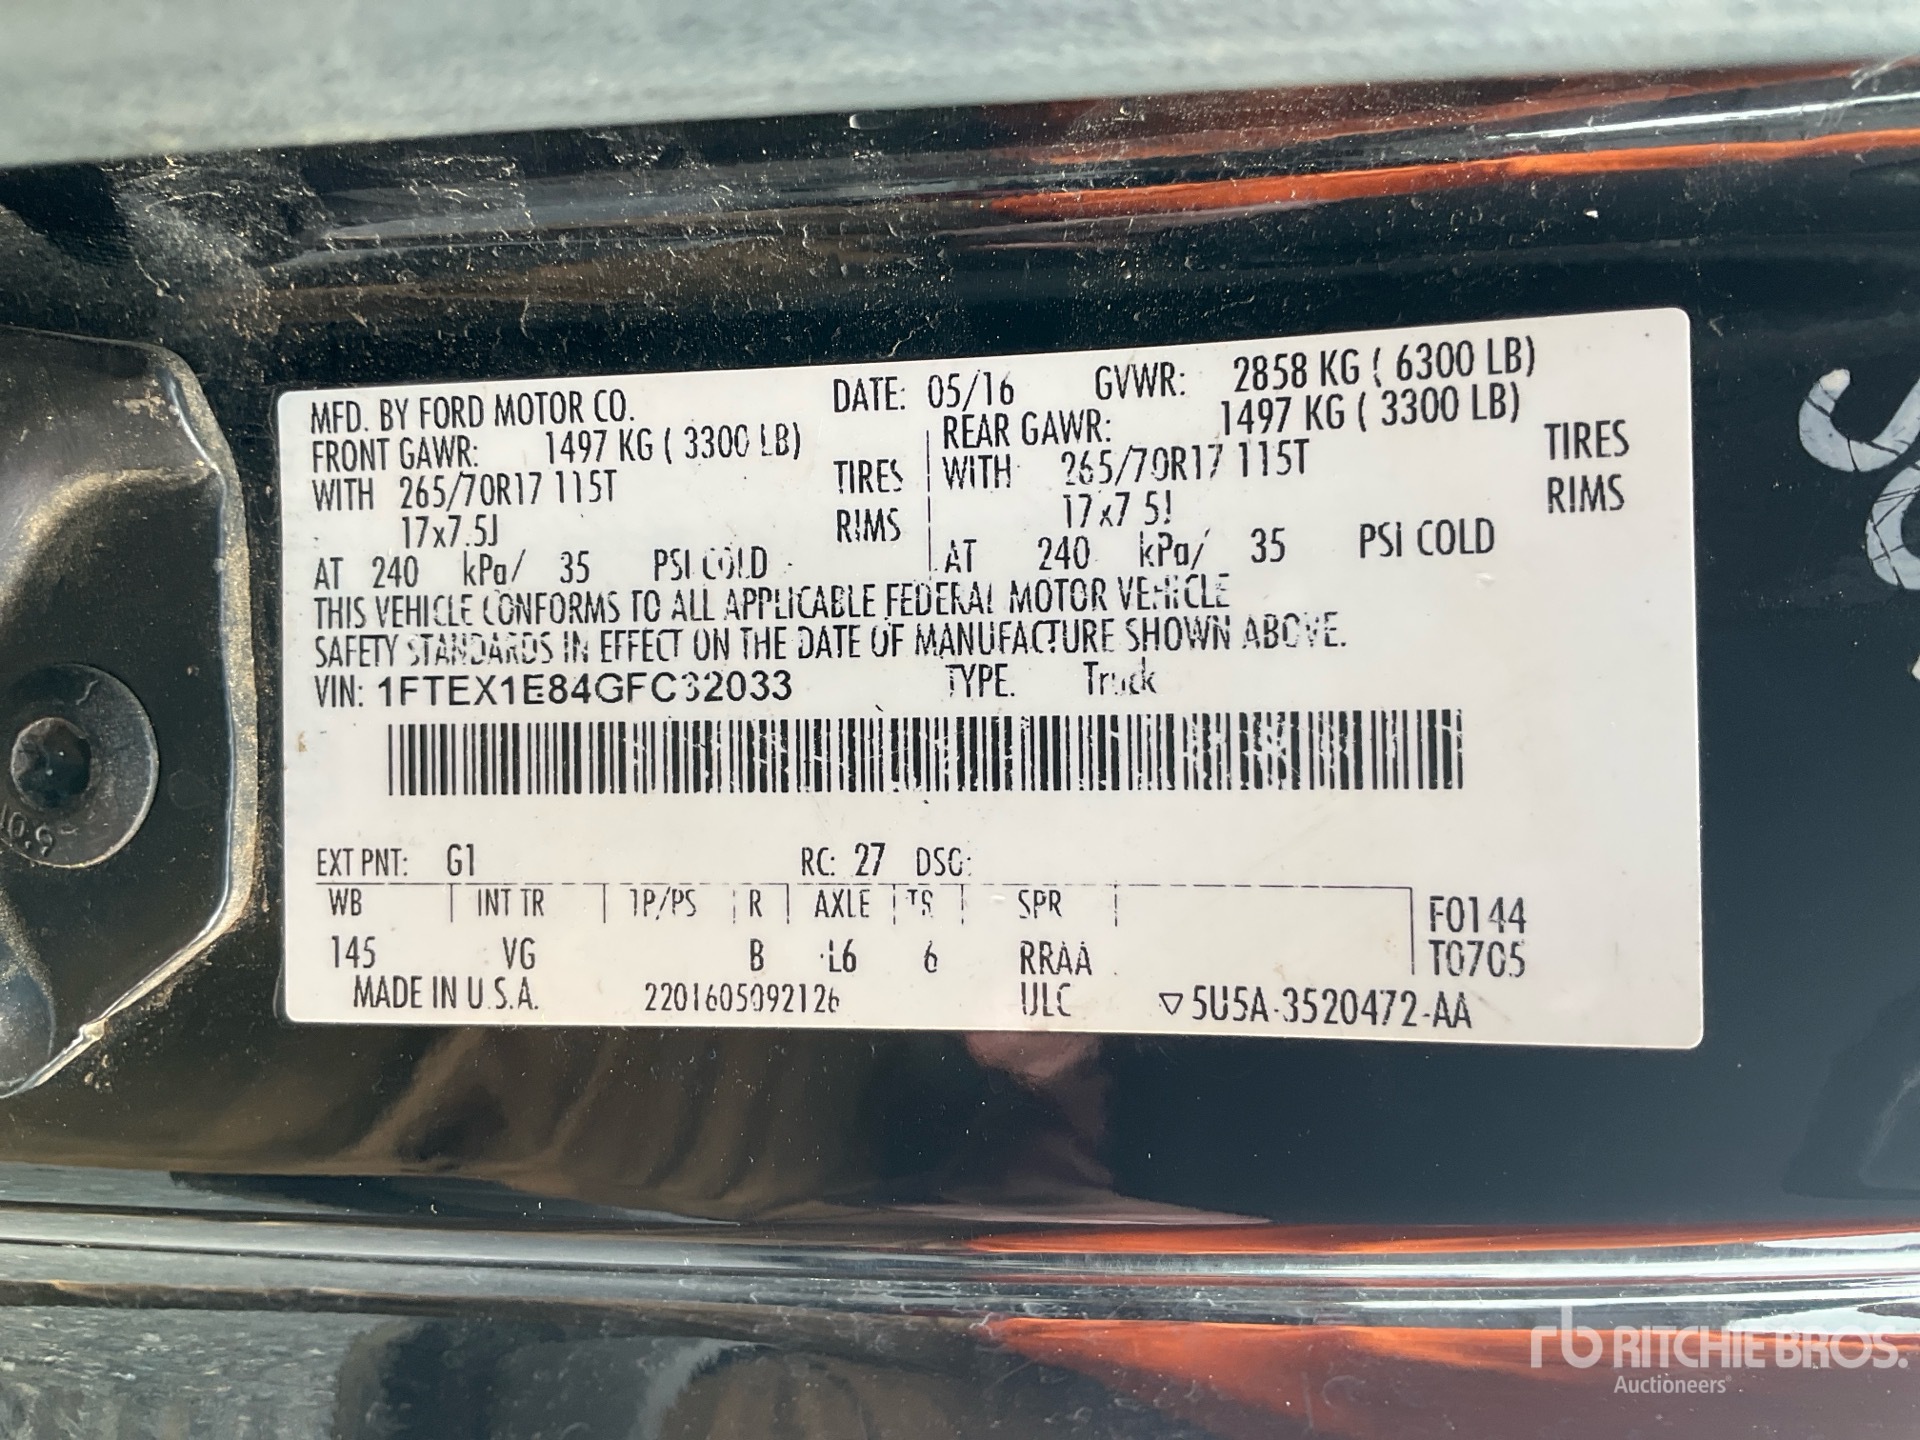 MFD. BY FORD MOTOR CO. DATE: 05/16 GVWR: 2858 KG ( 6300 LB)
FRONT GAWR: 1497 KG ( 3300 LB) REAR GAWR: 1497 KG ( 3300 LB)
WITH 265/70R17 115T TIRES WITH 265/70R17 115T TIRES
17x7.5J RIMS 17x7.5J RIMS
AT 240 kPa/ 35 PSI COLD AT 240 kPa/ 35 PSI COLD
THIS VEHICLE CONFORMS TO ALL APPLICABLE FEDERAL MOTOR VEHICLE
SAFETY STANDARDS IN EFFECT ON THE DATE OF MANUFACTURE SHOWN ABOVE.
VIN: 1FTEX1E84GFC32033 TYPE: Truck
EXT PNT: G1 RC: 27 DSO:
WB INT TR TP/PS R AXLE TR SPR F0144
145 VG B L6 6 RRAA T0705
MADE IN U.S.A. 2201605092126 ULC ▽5U5A-3520472-AA
rb RITCHIE BROS.
Auctioneers